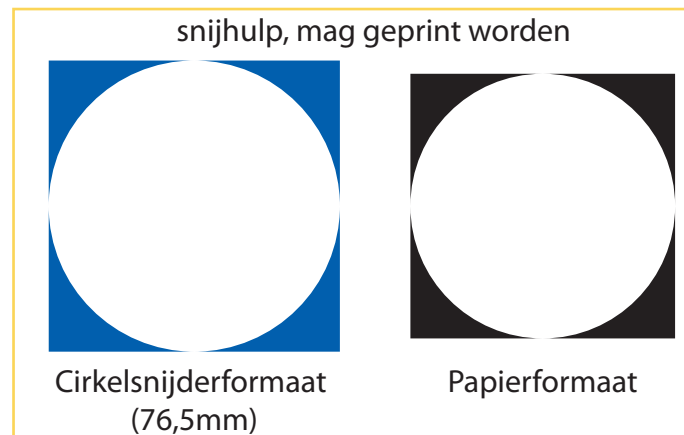 snijhulp, mag geprint worden
Cirkelsnijderformaat
(76,5mm)
Papierformaat